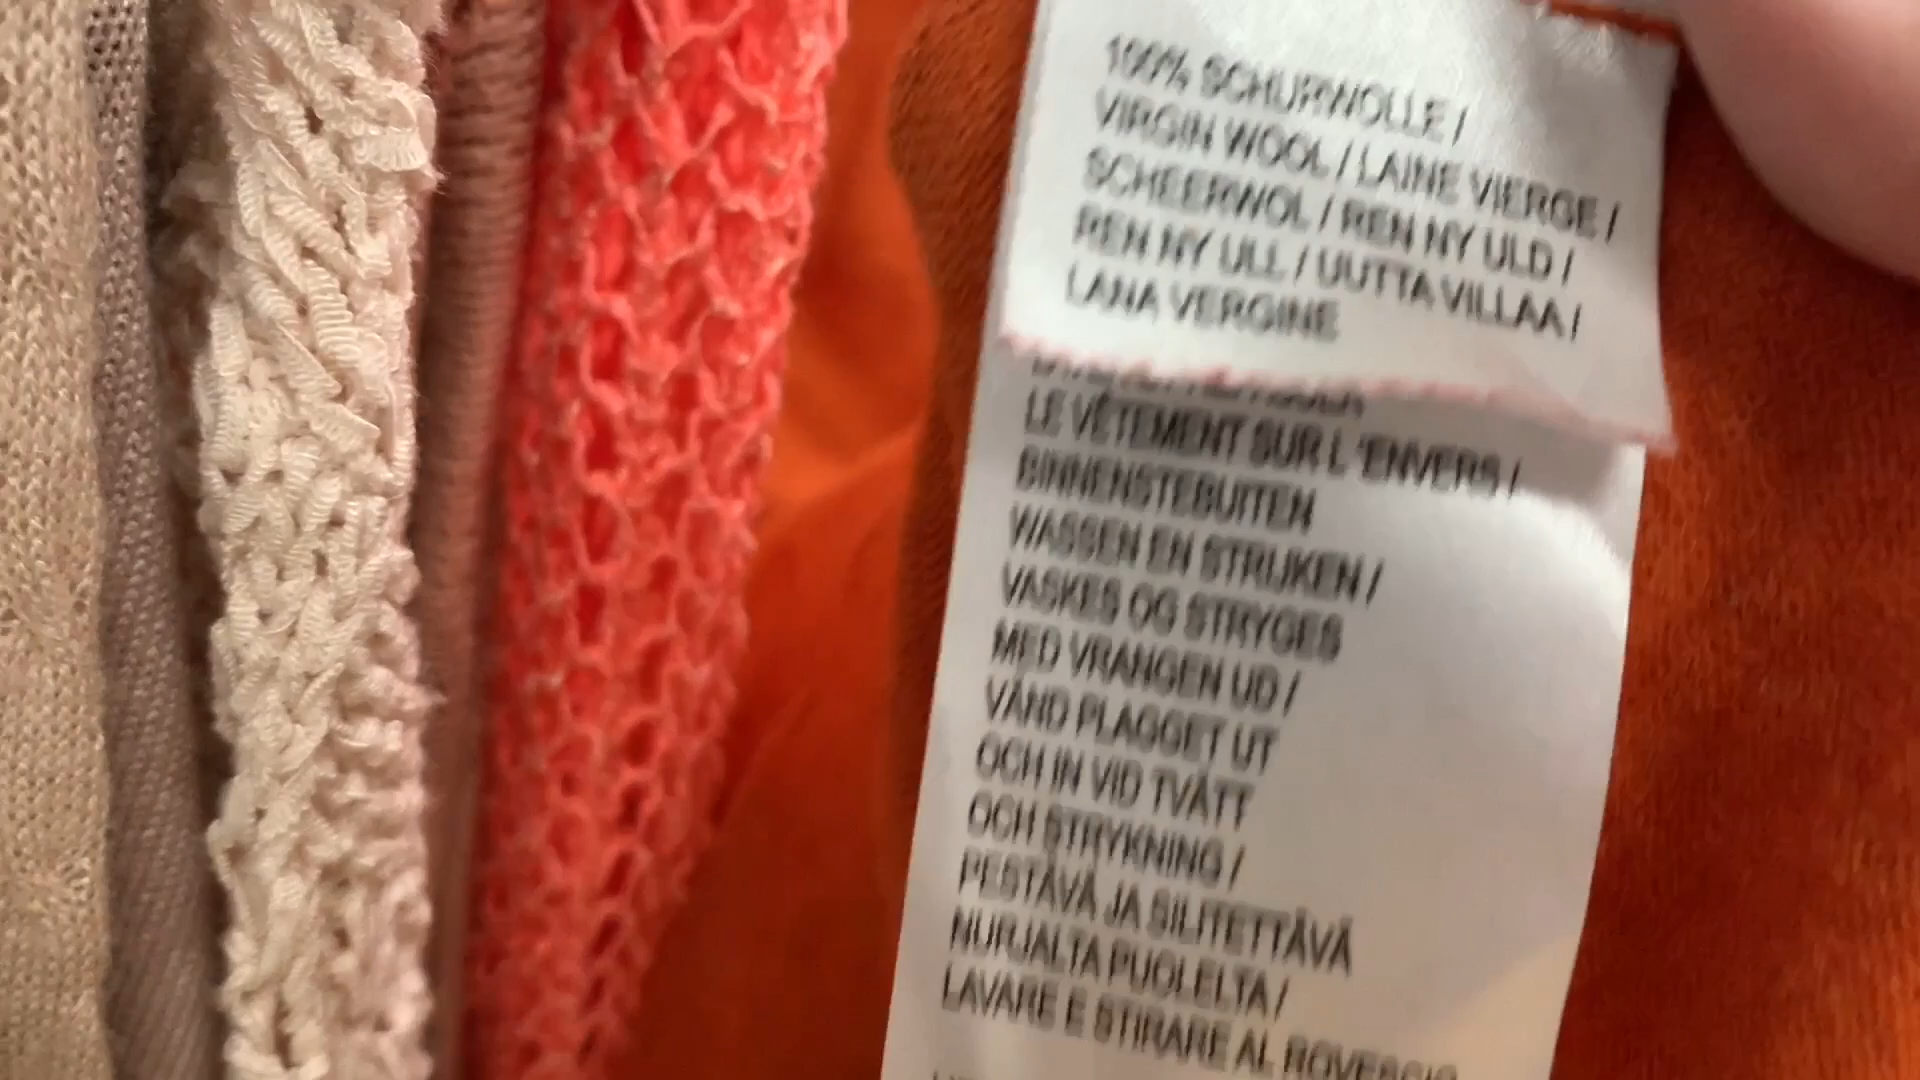 100% SCHURWOLLE /
VIRGIN WOOL / LAINE VIERGE /
SCHEERWOL / REN NY ULD /
REN NY ULL / UUTTA VILLAA /
LANA VERGINE
LE VÊTEMENT SUR L 'ENVERS /
BINNENSTEBUITEN
WASSEN EN STRIJKEN /
VASKES OG STRYGES
MED VRANGEN UD /
VÄND PLAGGET UT
OCH IN VID TVÄTT
OCH STRYKNING /
PESTÄVÄ JA SILITETTÄVÄ
NURJALTA PUOLELTA /
LAVARE E STIRARE AL ROVESCIO